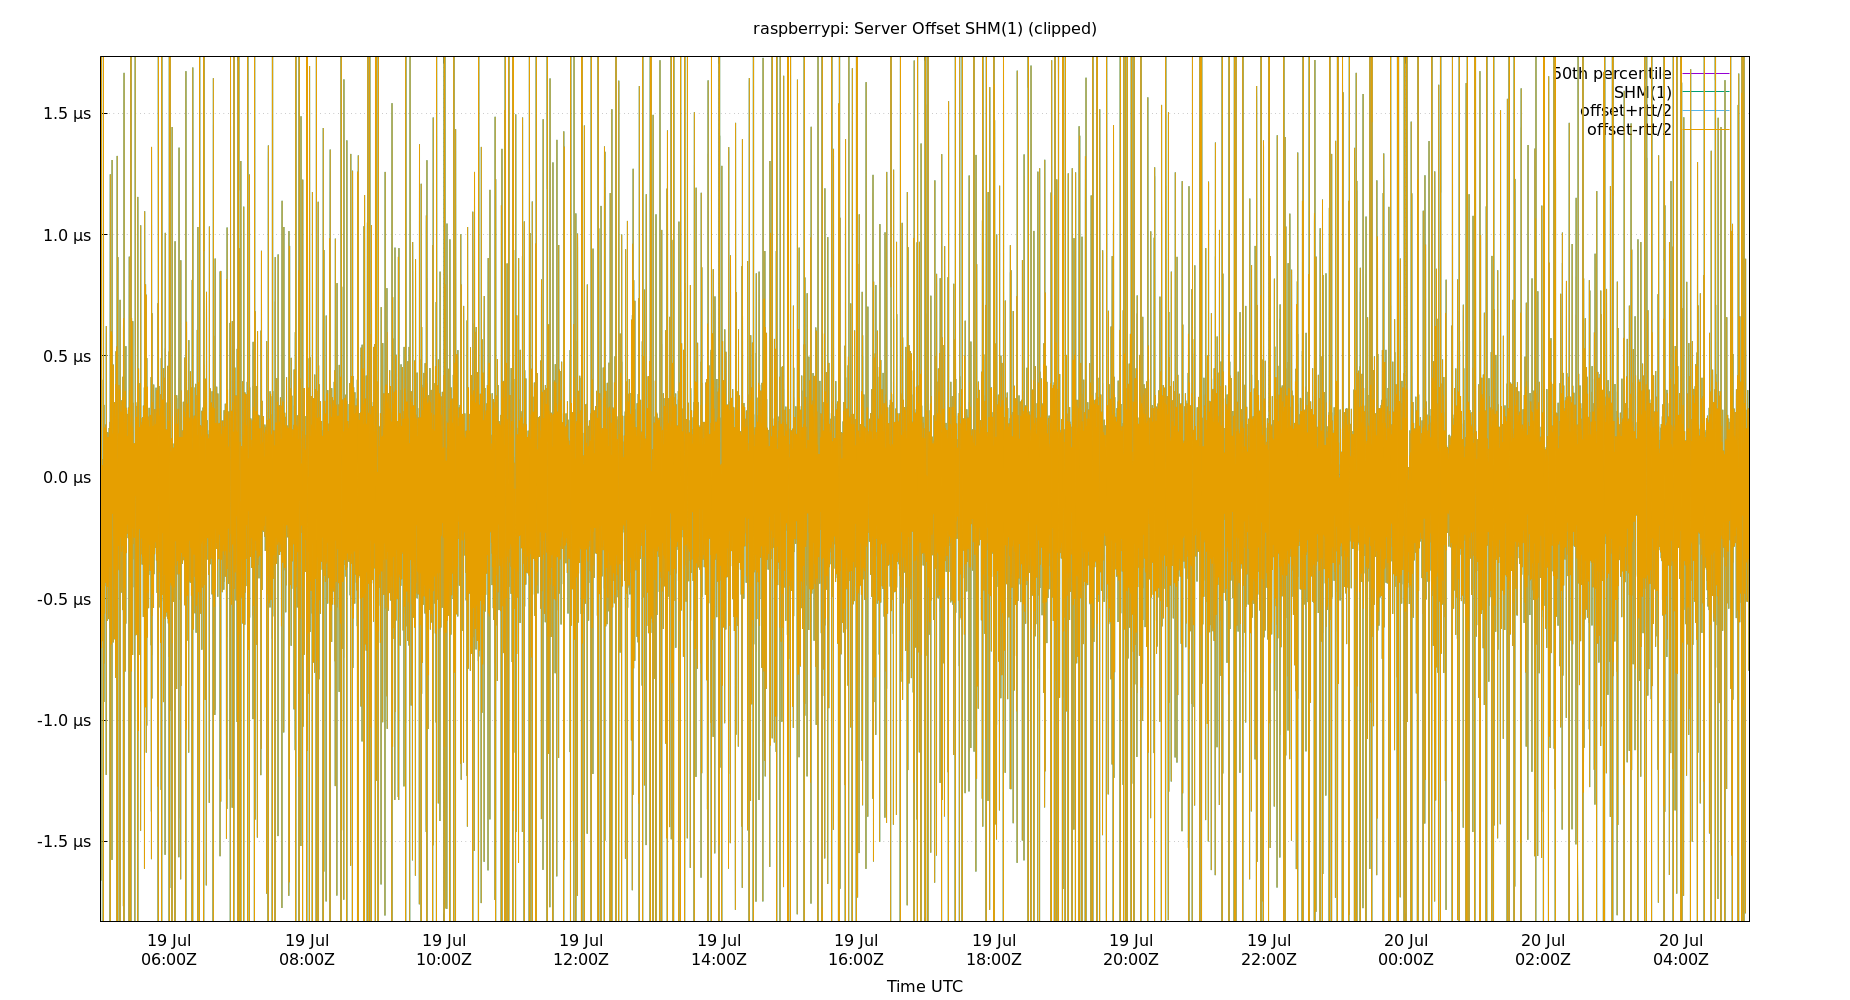 raspberrypi: Server Offset SHM(1) (clipped)
50th percentile
SHM(1)
offset+rtt/2
offset-rtt/2
1.5 µs
1.0 µs
0.5 µs
0.0 µs
-0.5 µs
-1.0 µs
-1.5 µs
19 Jul 19 Jul 19 Jul 19 Jul 19 Jul 19 Jul 19 Jul 19 Jul 19 Jul 20 Jul 20 Jul 20 Jul
06:00Z 08:00Z 10:00Z 12:00Z 14:00Z 16:00Z 18:00Z 20:00Z 22:00Z 00:00Z 02:00Z 04:00Z
Time UTC